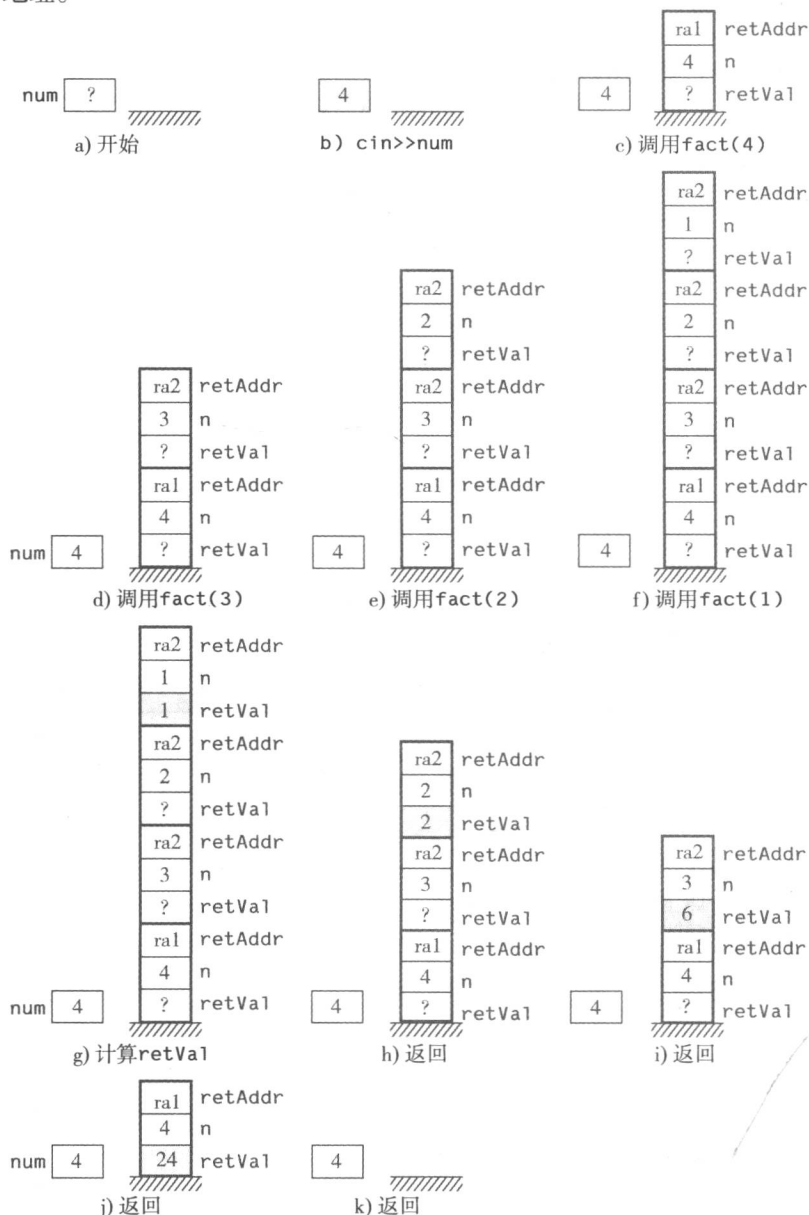 num ?
a) 开始
4
b) cin>>num
ra1 retAddr
4 n
4 ? retVal
c) 调用fact(4)
ra2 retAddr
3 n
? retVal
ra1 retAddr
4 n
num 4 ? retVal
d) 调用fact(3)
ra2 retAddr
2 n
? retVal
ra2 retAddr
3 n
? retVal
ra1 retAddr
4 n
4 ? retVal
e) 调用fact(2)
ra2 retAddr
1 n
? retVal
ra2 retAddr
2 n
? retVal
ra2 retAddr
3 n
? retVal
ra1 retAddr
4 n
4 ? retVal
f) 调用fact(1)
ra2 retAddr
1 n
1 retVal
ra2 retAddr
2 n
? retVal
ra2 retAddr
3 n
? retVal
ra1 retAddr
4 n
num 4 ? retVal
g) 计算retVal
ra2 retAddr
2 n
2 retVal
ra2 retAddr
3 n
? retVal
ra1 retAddr
4 n
4 ? retVal
h) 返回
ra2 retAddr
3 n
6 retVal
ra1 retAddr
4 n
4 ? retVal
i) 返回
ra1 retAddr
4 n
num 4 24 retVal
j) 返回
4
k) 返回